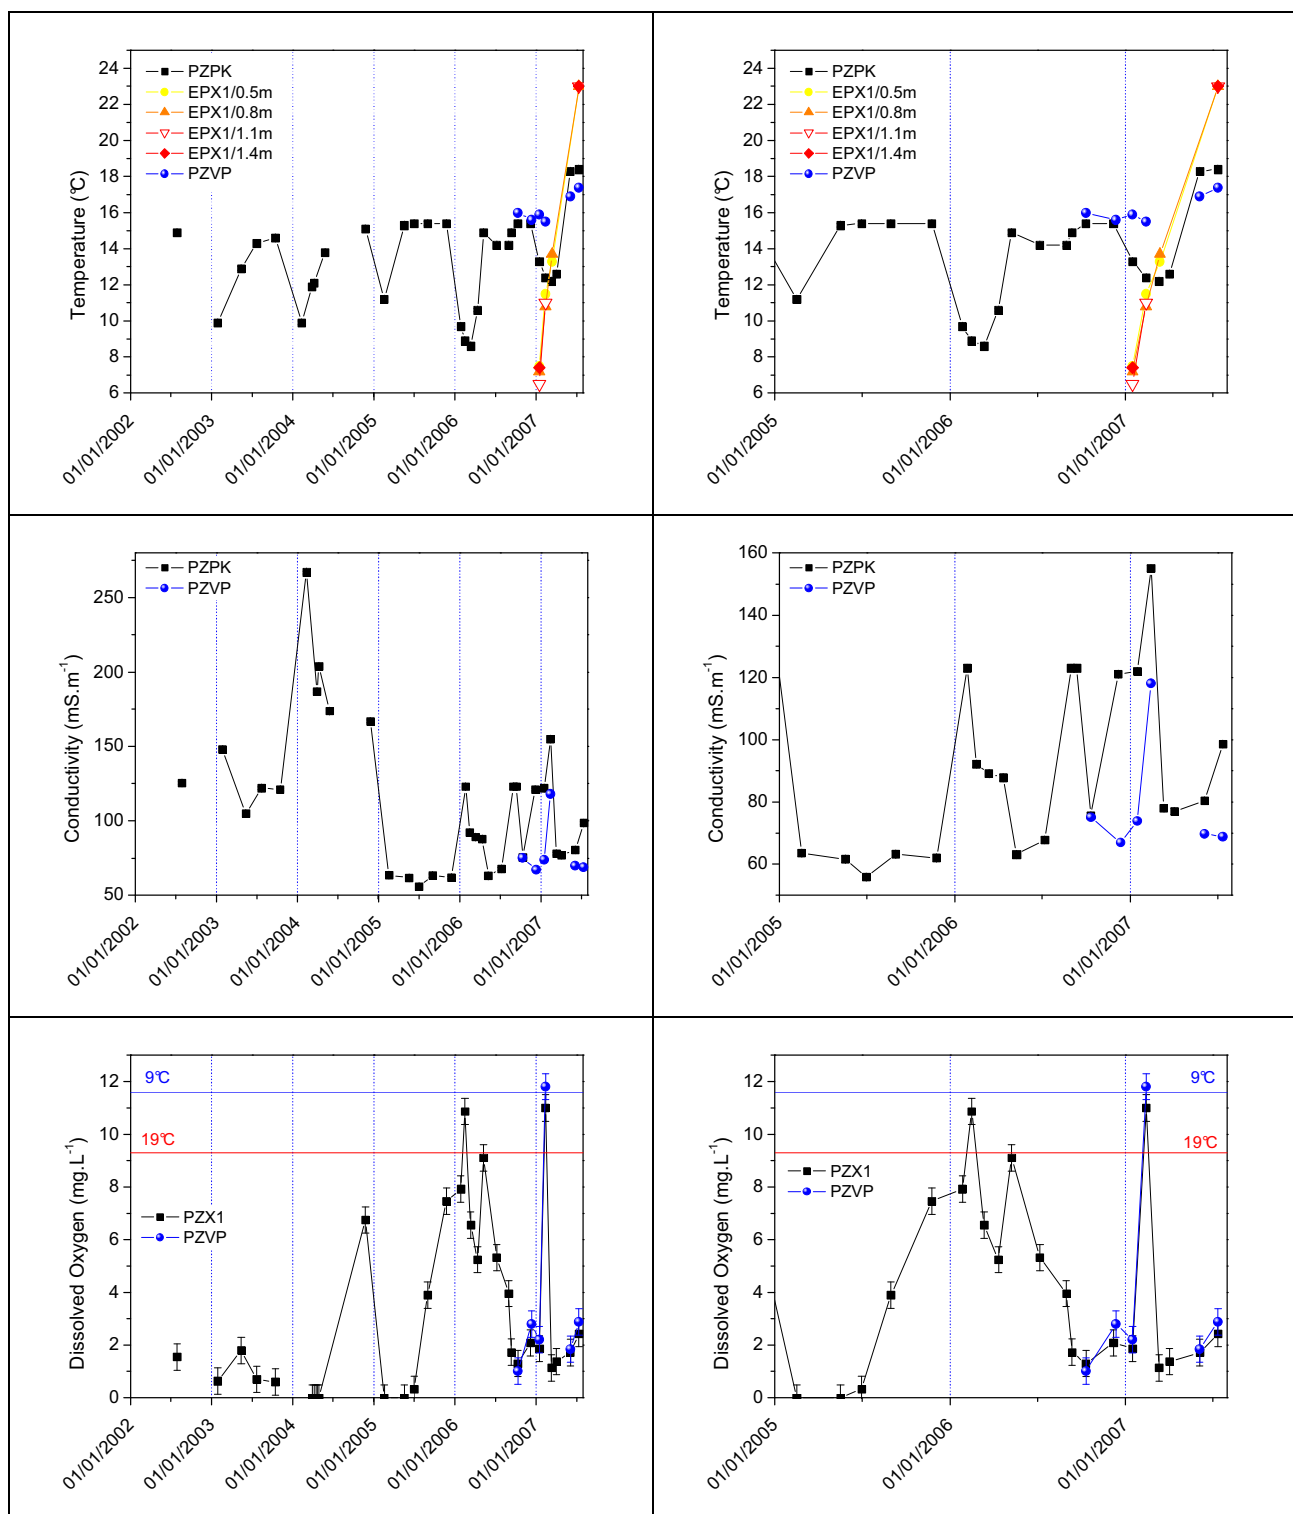 24
22
20
18
16
14
12
10
8
6
Temperature (°C)
PZPK
EPX1/0.5m
EPX1/0.8m
EPX1/1.1m
EPX1/1.4m
PZVP
01/01/2002
01/01/2003
01/01/2004
01/01/2005
01/01/2006
01/01/2007
24
22
20
18
16
14
12
10
8
6
Temperature (°C)
PZPK
EPX1/0.5m
EPX1/0.8m
EPX1/1.1m
EPX1/1.4m
PZVP
01/01/2005
01/01/2006
01/01/2007
250
200
150
100
50
Conductivity (mS.m⁻¹)
PZPK
PZVP
01/01/2002
01/01/2003
01/01/2004
01/01/2005
01/01/2006
01/01/2007
160
140
120
100
80
60
Conductivity (mS.m⁻¹)
PZPK
PZVP
01/01/2005
01/01/2006
01/01/2007
12
10
8
6
4
2
0
Dissolved Oxygen (mg.L⁻¹)
9°C
19°C
PZX1
PZVP
01/01/2002
01/01/2003
01/01/2004
01/01/2005
01/01/2006
01/01/2007
12
10
8
6
4
2
0
Dissolved Oxygen (mg.L⁻¹)
9°C
19°C
PZX1
PZVP
01/01/2005
01/01/2006
01/01/2007